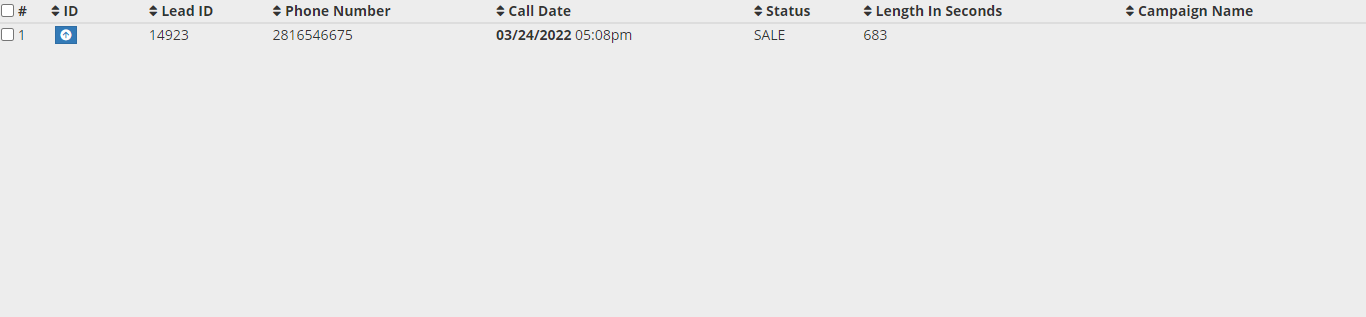 # ID Lead ID Phone Number Call Date Status Length In Seconds Campaign Name
1 14923 2816546675 03/24/2022 05:08pm SALE 683